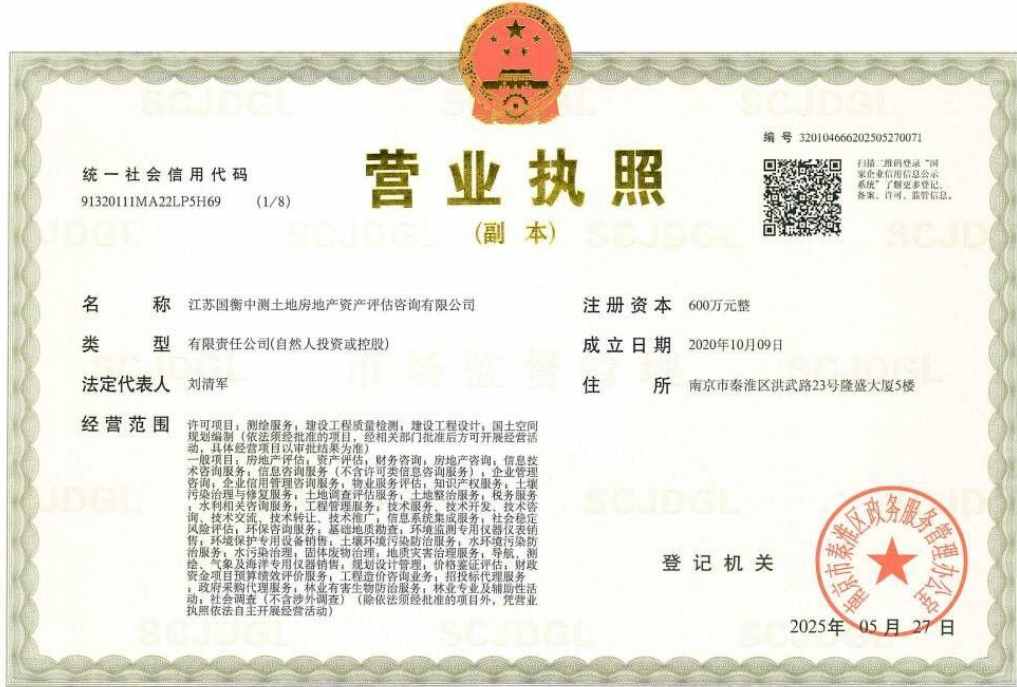 编 号 320104666202505270071
统一社会信用代码
91320111MA22LP5H69 (1/8)
营业执照
(副 本)
扫描二维码登录“国
家企业信用信息公示
系统”了解更多登记、
备案、许可、监管信息。
名 称 江苏国衡中测土地房地产资产评估咨询有限公司
类 型 有限责任公司(自然人投资或控股)
法定代表人 刘清军
经营范围 许可项目:测绘服务;建设工程质量检测;建设工程设计;国土空间
规划编制(依法须经批准的项目,经相关部门批准后方可开展经营活
动,具体经营项目以审批结果为准)
一般项目:房地产评估;资产评估;财务咨询;房地产咨询;信息技
术咨询服务;信息咨询服务(不含许可类信息咨询服务);企业管理
咨询;企业信用管理咨询服务;物业服务评估;知识产权服务;土壤
污染治理与修复服务;土地调查评估服务;土地整治服务;税务服务
;水利相关咨询服务;工程管理服务;技术服务、技术开发、技术咨
询、技术交流、技术转让、技术推广;信息系统集成服务;社会稳定
风险评估;环保咨询服务;基础地质勘查;环境监测专用仪器仪表销
售;环境保护专用设备销售;土壤环境污染防治服务;水环境污染防
治服务;水污染治理;固体废物治理;地质灾害治理服务;导航、测
绘、气象及海洋专用仪器销售;规划设计管理;价格鉴证评估;财政
资金项目预算绩效评价服务;工程造价咨询业务;招投标代理服务
;政府采购代理服务;林业有害生物防治服务;林业专业及辅助性活
动;社会调查(不含涉外调查)(除依法须经批准的项目外,凭营业
执照依法自主开展经营活动)
注册资本 600万元整
成立日期 2020年10月09日
住 所 南京市秦淮区洪武路23号隆盛大厦5楼
登记机关
南京市秦淮区政务服务管理办公室
2025年 05月 27日
SCJDGL
市场监督管理